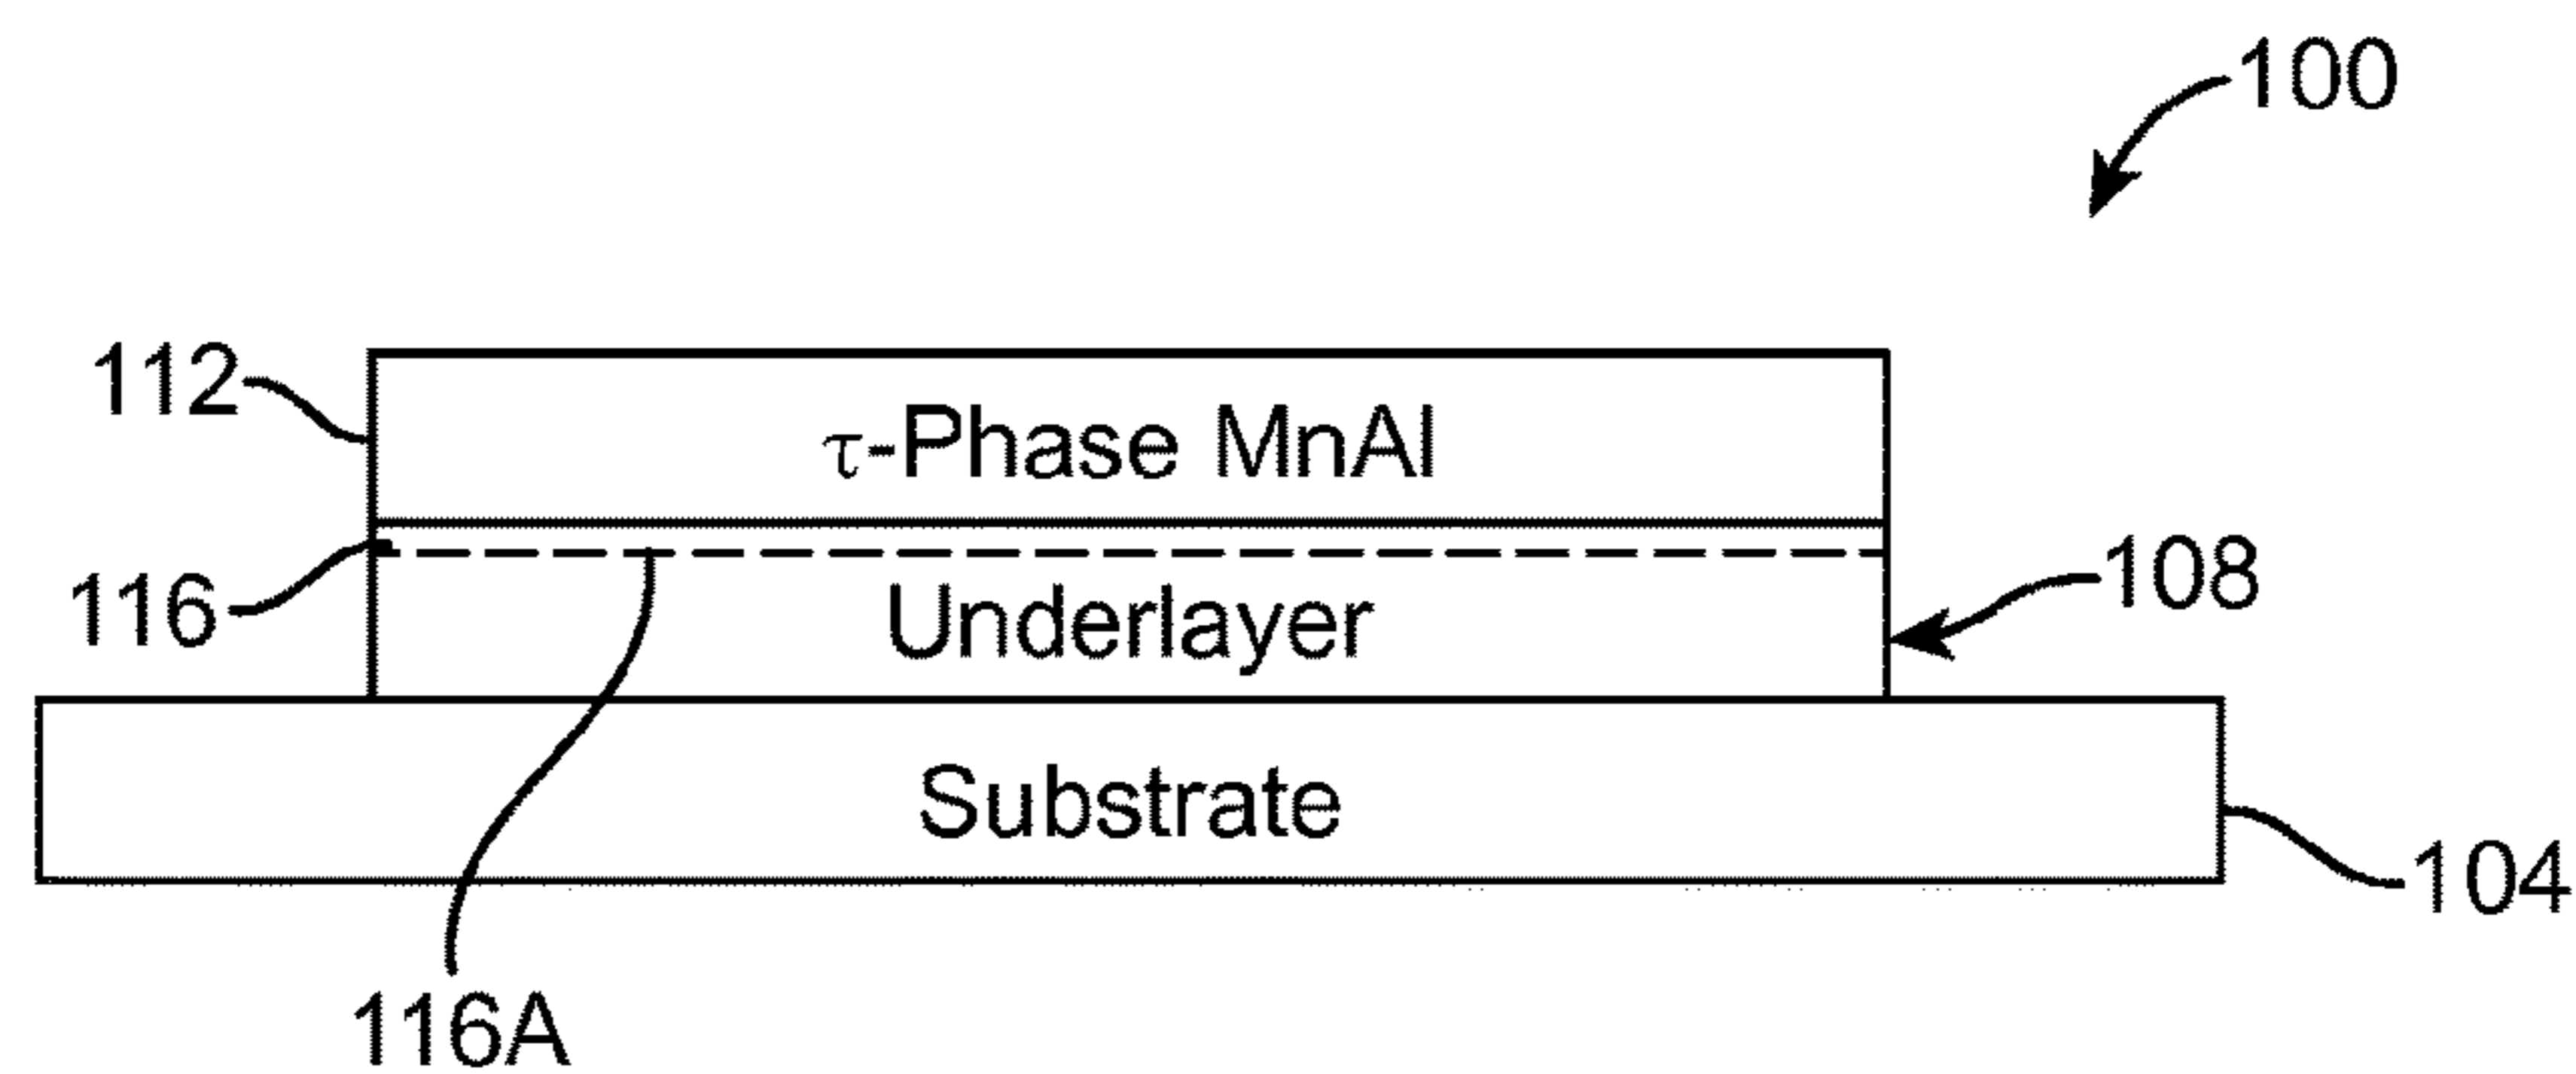 100
112
τ-Phase MnAl
116
Underlayer
108
Substrate
104
116A